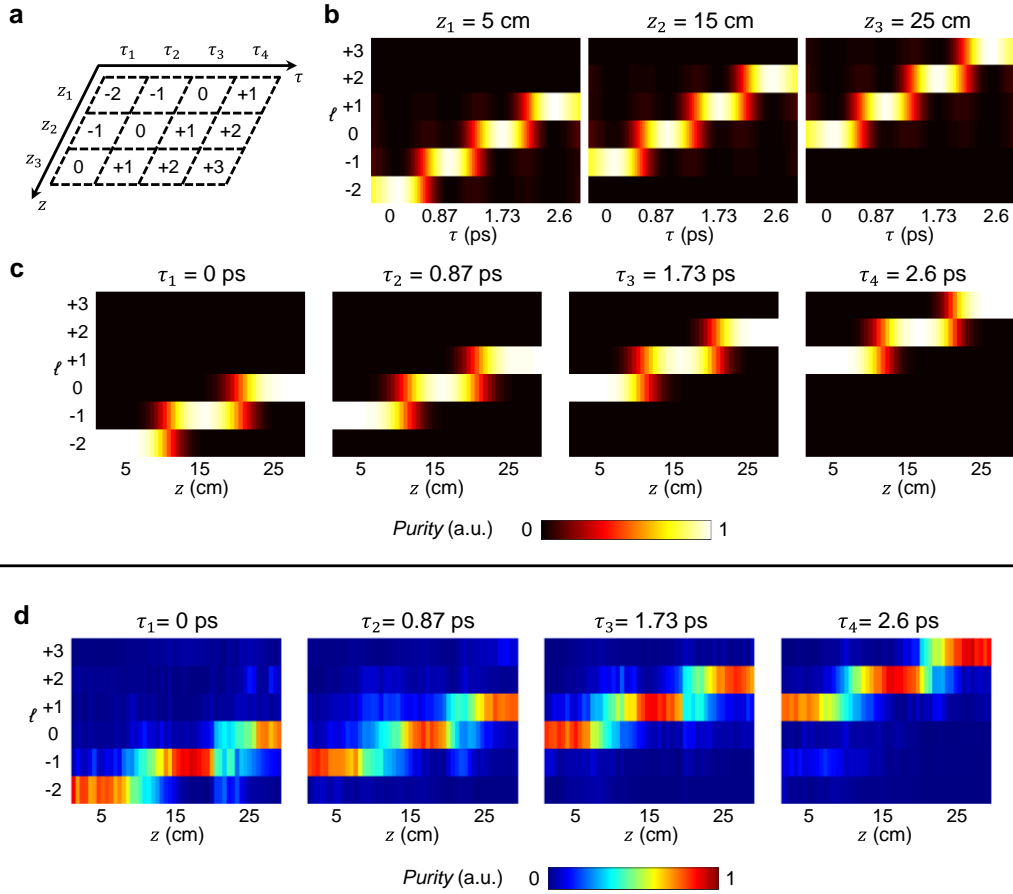 a
τ₁ τ₂ τ₃ τ₄
τ
z₁ -2 -1 0 +1
z₂ -1 0 +1 +2
z₃ 0 +1 +2 +3
z
b
z₁ = 5 cm z₂ = 15 cm z₃ = 25 cm
+3
+2
+1
ℓ
0
-1
-2
0 0.87 1.73 2.6 0 0.87 1.73 2.6 0 0.87 1.73 2.6
τ (ps) τ (ps) τ (ps)
c
τ₁ = 0 ps τ₂ = 0.87 ps τ₃ = 1.73 ps τ₄ = 2.6 ps
+3
+2
+1
ℓ
0
-1
-2
5 15 25 5 15 25 5 15 25 5 15 25
z (cm) z (cm) z (cm) z (cm)
Purity (a.u.) 0 1
d
τ₁= 0 ps τ₂= 0.87 ps τ₃= 1.73 ps τ₄= 2.6 ps
+3
+2
+1
ℓ
0
-1
-2
5 15 25 5 15 25 5 15 25 5 15 25
z (cm) z (cm) z (cm) z (cm)
Purity (a.u.) 0 1